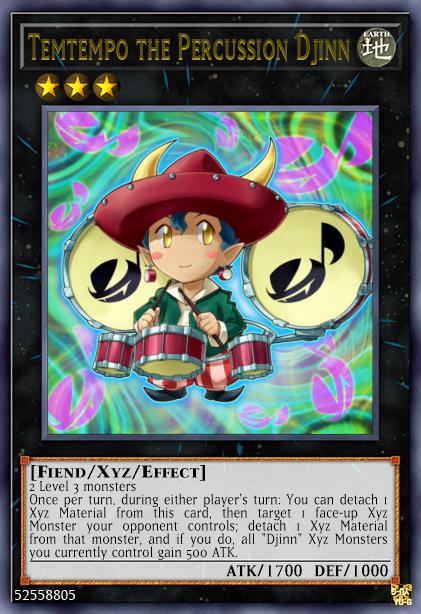 Temtempo the Percussion Djinn
EARTH
地
[Fiend/Xyz/Effect]
2 Level 3 monsters
Once per turn, during either player's turn: You can detach 1
Xyz Material from this card, then target 1 face-up Xyz
Monster your opponent controls; detach 1 Xyz Material
from that monster, and if you do, all "Djinn" Xyz Monsters
you currently control gain 500 ATK.
ATK/1700 DEF/1000
52558805